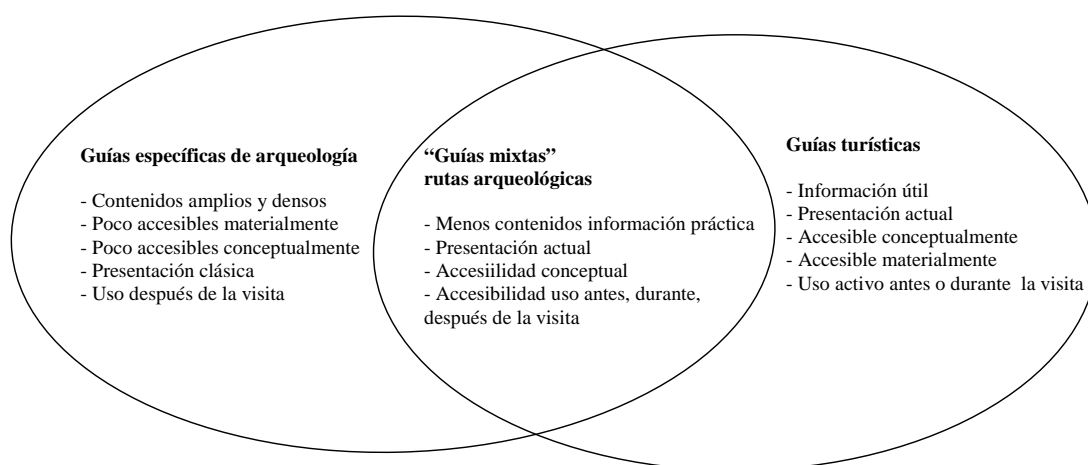 Guías específicas de arqueología
- Contenidos amplios y densos
- Poco accesibles materialmente
- Poco accesibles conceptualmente
- Presentación clásica
- Uso después de la visita
“Guías mixtas”
rutas arqueológicas
- Menos contenidos información práctica
- Presentación actual
- Accesiilidad conceptual
- Accesibilidad uso antes, durante,
después de la visita
Guías turísticas
- Información útil
- Presentación actual
- Accesible conceptualmente
- Accesible materialmente
- Uso activo antes o durante  la visita